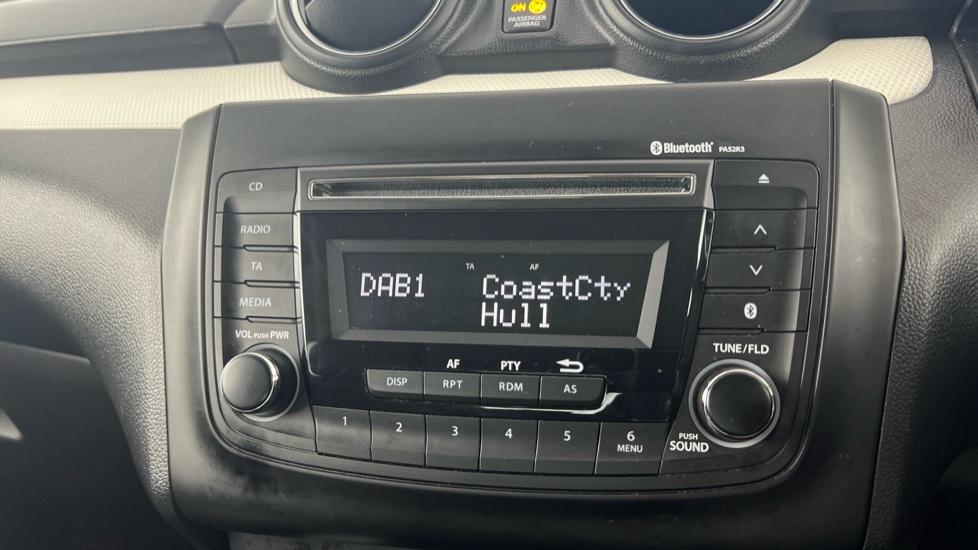 ON
PASSENGER
AIRBAG
Bluetooth® PA52R3
CD
RADIO
TA
MEDIA
VOL PUSH PWR
TA AF
DAB1 CoastCty
Hull
AF PTY
DISP RPT RDM AS
1 2 3 4 5 6
MENU
TUNE/FLD
PUSH
SOUND